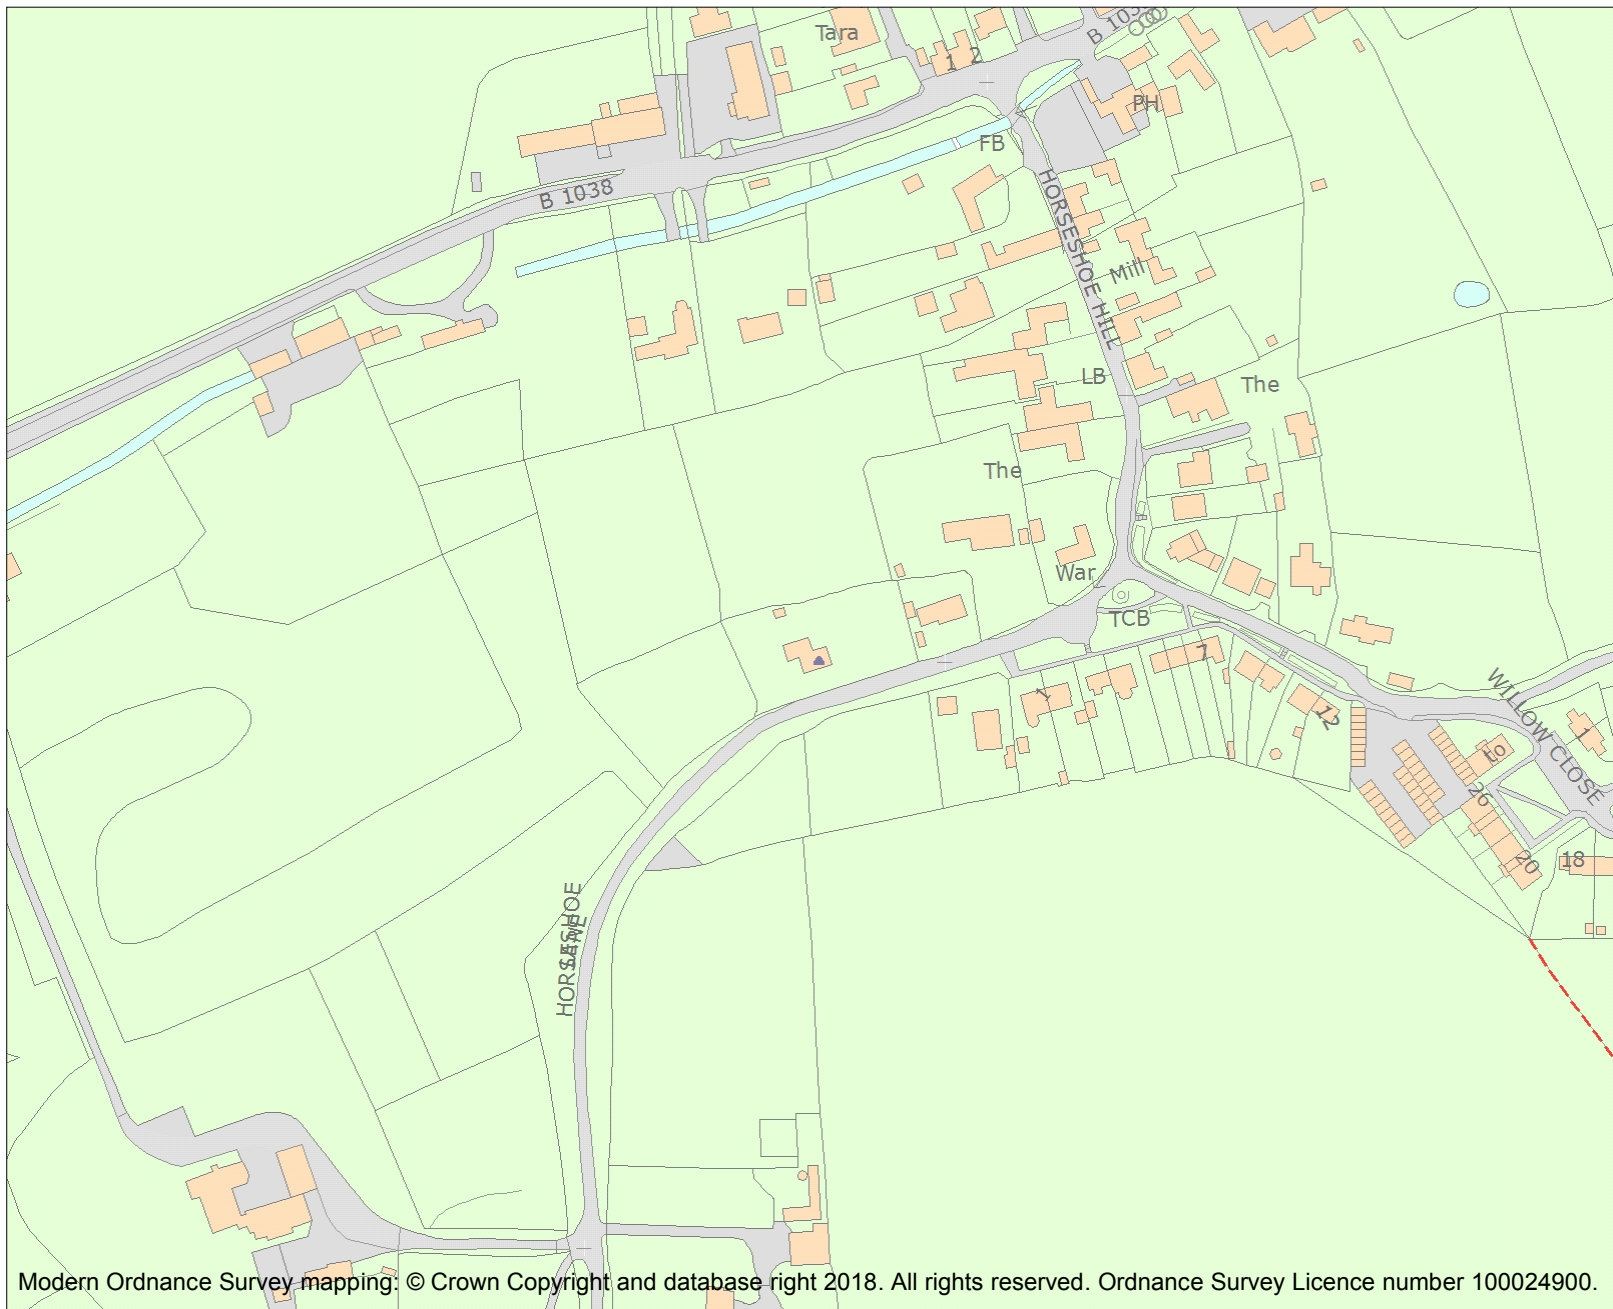 Tara
B 103
1 2
PH
FB
B 1038
HORSESHOE HILL
Mill
LB
The
The
War
TCB
7
1
12
WILLOW CLOSE
1
to
26
20
18
HORSESHOE
LANE
Modern Ordnance Survey mapping: © Crown Copyright and database right 2018. All rights reserved. Ordnance Survey Licence number 100024900.